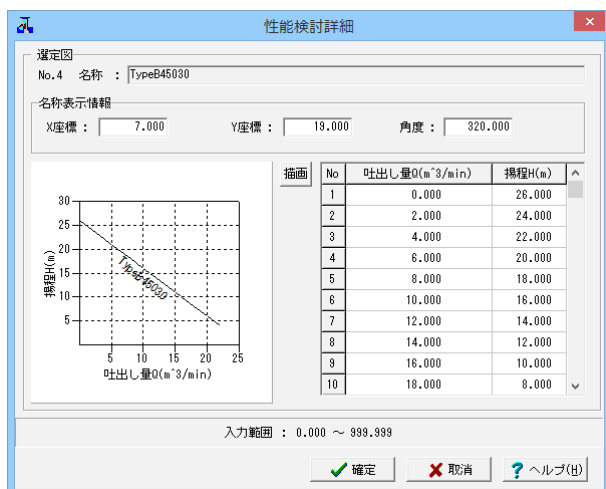 性能検討詳細
選定図
No.4 名称 : TypeB45030
名称表示情報
X座標 : 7.000 Y座標 : 19.000 角度 : 320.000
描画
揚程H(m)
30
25
20
15
10
5
5 10 15 20 25
吐出し量Q(m^3/min)
TypeB45030
No 吐出し量Q(m^3/min) 揚程H(m)
1 0.000 26.000
2 2.000 24.000
3 4.000 22.000
4 6.000 20.000
5 8.000 18.000
6 10.000 16.000
7 12.000 14.000
8 14.000 12.000
9 16.000 10.000
10 18.000 8.000
入力範囲 : 0.000 ～ 999.999
確定 取消 ヘルプ(H)